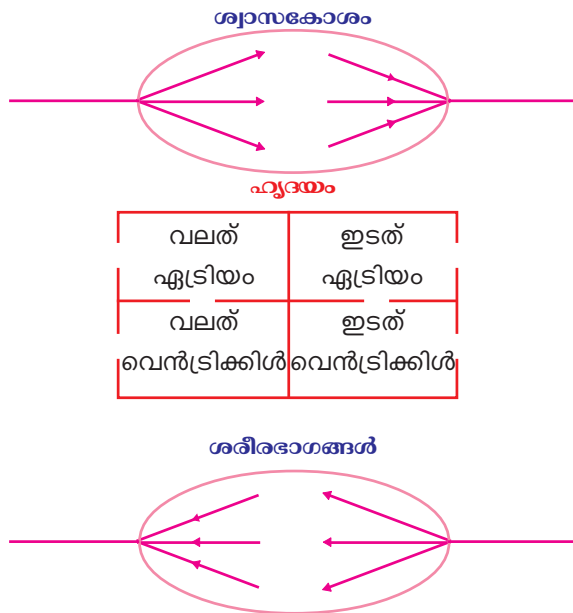 ശ്വാസകോശം
ഹൃദയം
വലത് ഇടത്
ഏട്രിയം ഏട്രിയം
വലത് ഇടത്
വെൻട്രിക്കിൾ വെൻട്രിക്കിൾ
ശരീരഭാഗങ്ങൾ